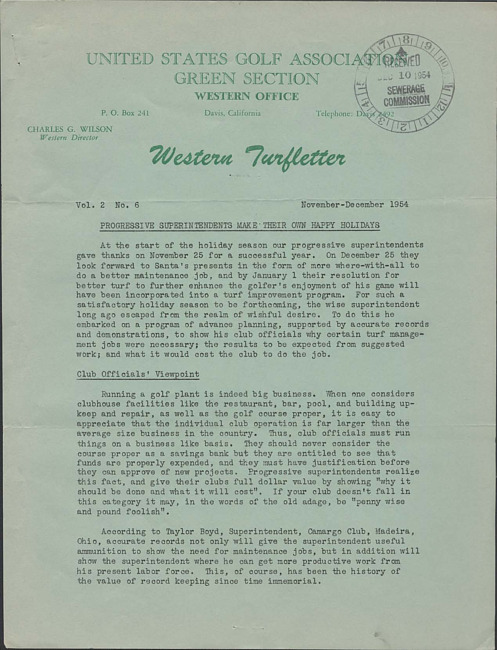 UNITED STATES GOLF ASSOCIATION
GREEN SECTION
WESTERN OFFICE
P. O. Box 241 Davis, California Telephone: Davis
CHARLES G. WILSON
Western Director
RECEIVED
DEC 10 1954
SEWERAGE
COMMISSION
Western Turfletter
Vol. 2 No. 6 November-December 1954
PROGRESSIVE SUPERINTENDENTS MAKE THEIR OWN HAPPY HOLIDAYS
At the start of the holiday season our progressive superintendents
gave thanks on November 25 for a successful year. On December 25 they
look forward to Santa's presents in the form of more where-with-all to
do a better maintenance job, and by January 1 their resolution for
better turf to further enhance the golfer's enjoyment of his game will
have been incorporated into a turf improvement program. For such a
satisfactory holiday season to be forthcoming, the wise superintendent
long ago escaped from the realm of wishful desire. To do this he
embarked on a program of advance planning, supported by accurate records
and demonstrations, to show his club officials why certain turf manage-
ment jobs were necessary; the results to be expected from suggested
work; and what it would cost the club to do the job.
Club Officials' Viewpoint
Running a golf plant is indeed big business. When one considers
clubhouse facilities like the restaurant, bar, pool, and building up-
keep and repair, as well as the golf course proper, it is easy to
appreciate that the individual club operation is far larger than the
average size business in the country. Thus, club officials must run
things on a business like basis. They should never consider the
course proper as a savings bank but they are entitled to see that
funds are properly expended, and they must have justification before
they can approve of new projects. Progressive superintendents realize
this fact, and give their clubs full dollar value by showing "why it
should be done and what it will cost". If your club doesn't fall in
this category it may, in the words of the old adage, be "penny wise
and pound foolish".
According to Taylor Boyd, Superintendent, Camargo Club, Madeira,
Ohio, accurate records not only will give the superintendent useful
ammunition to show the need for maintenance jobs, but in addition will
show the superintendent where he can get more productive work from
his present labor force. This, of course, has been the history of
the value of record keeping since time immemorial.